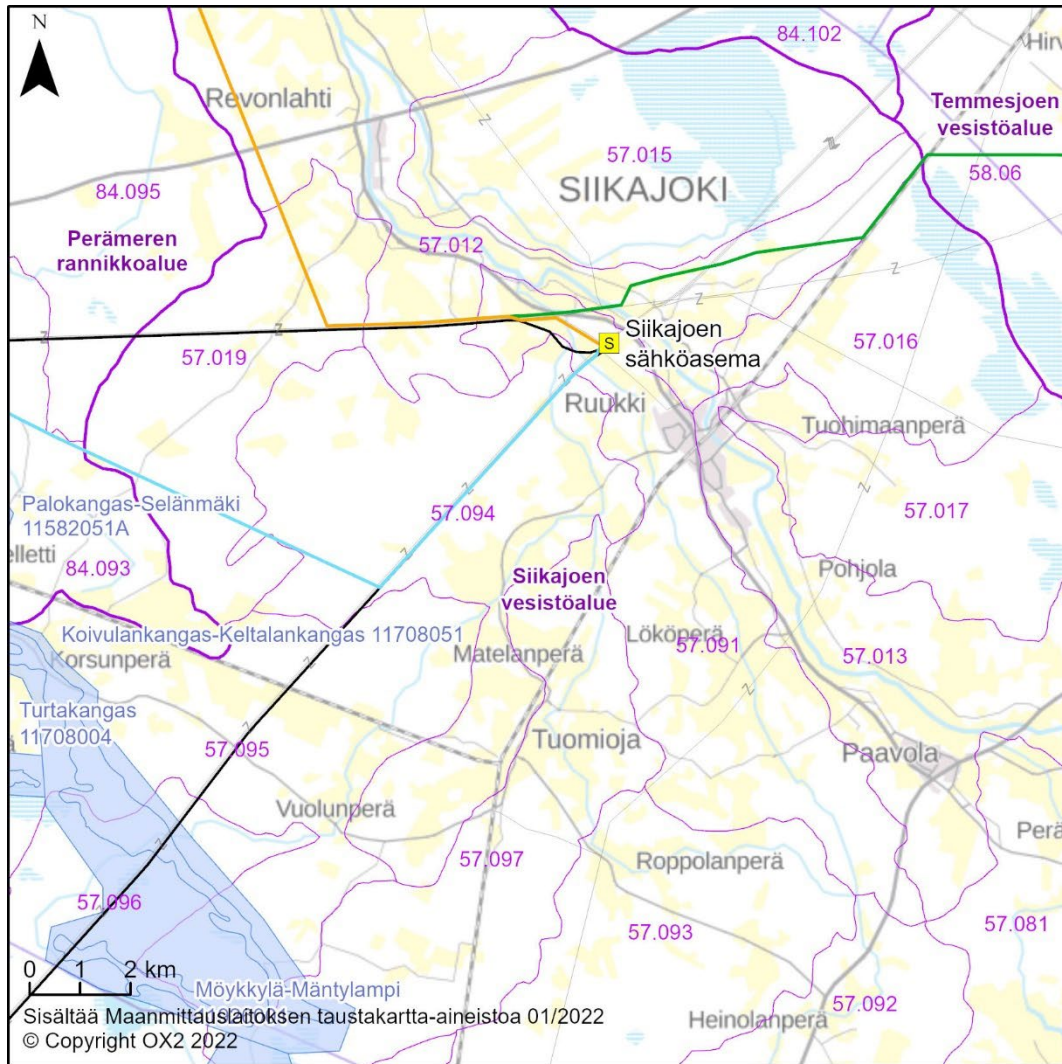 N
84.102
Hirv
Revonlahti
Temmesjoen
vesistöalue
57.015
58.06
SIIKAJOKI
84.095
Perämeren
rannikkoalue
57.012
S
Siikajoen
sähköasema
57.019
57.016
Ruukki
Tuohimaanperä
Palokangas-Selänmäki
11582051A
57.094
57.017
elletti
84.093
Siikajoen
vesistöalue
Pohjola
Koivulankangas-Keltalankangas 11708051
Korsunperä
Matelanperä
Lököperä
57.091
57.013
Turtakangas
11708004
57.095
Tuomioja
Paavola
Vuolunperä
Perä
57.097
Roppolanperä
57.096
57.093
57.081
0 1 2 km
Möykkylä-Mäntylampi
57.092
Sisältää Maanmittauslaitoksen taustakartta-aineistoa 01/2022
Heinolanperä
© Copyright OX2 2022